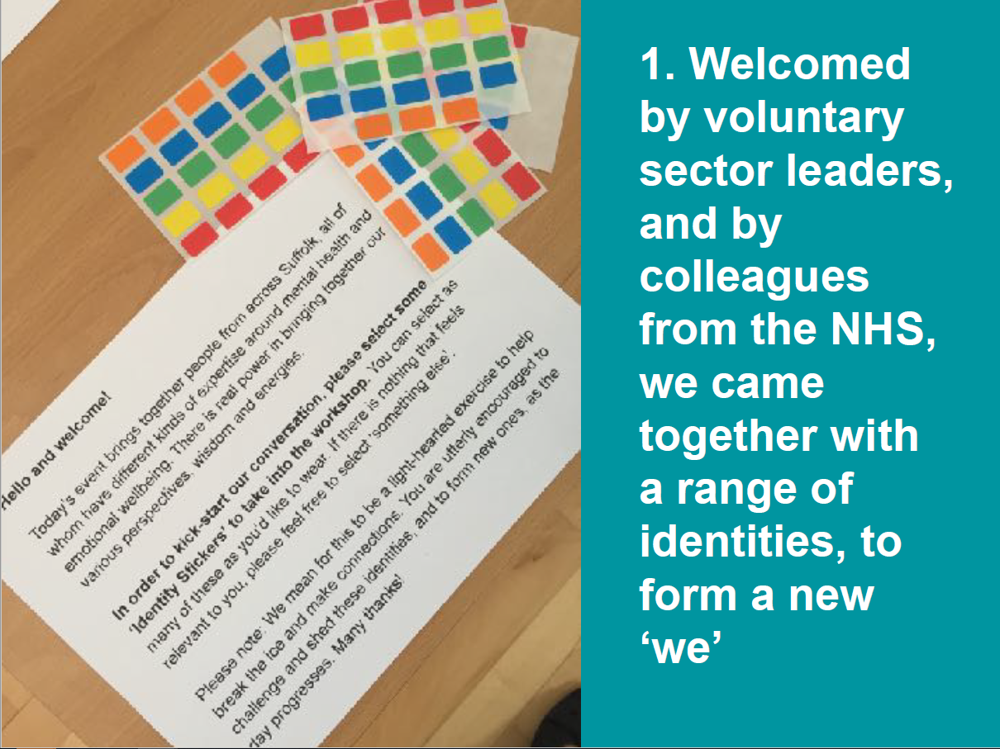 Hello and welcome!
Today's event brings together people from across Suffolk, all of
whom have different kinds of expertise around mental health and
emotional wellbeing. There is real power in bringing together our
various perspectives, wisdom and energies.
In order to kick-start our conversation, please select some
'Identity Stickers' to take into the workshop. You can select as
many of these as you'd like to wear. If there is nothing that feels
relevant to you, please feel free to select 'something else'.
Please note: We mean for this to be a light-hearted exercise to help
break the ice and make connections. You are utterly encouraged to
challenge and shed these identities, and to form new ones, as the
day progresses. Many thanks!
1. Welcomed
by voluntary
sector leaders,
and by
colleagues
from the NHS,
we came
together with
a range of
identities, to
form a new
‘we’